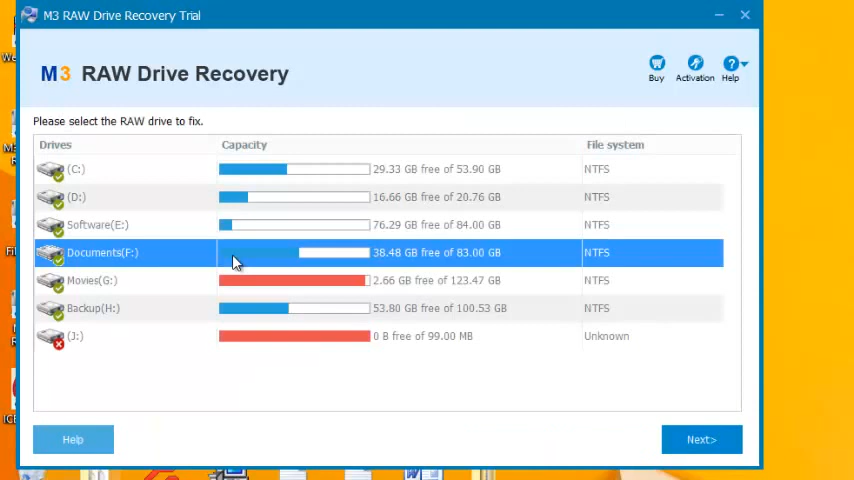 M3 RAW Drive Recovery Trial
M3 RAW Drive Recovery
Buy
Activation
Help
Please select the RAW drive to fix.
Drives Capacity File system
(C:) 29.33 GB free of 53.90 GB NTFS
(D:) 16.66 GB free of 20.76 GB NTFS
Software(E:) 76.29 GB free of 84.00 GB NTFS
Documents(F:) 38.48 GB free of 83.00 GB NTFS
Movies(G:) 2.66 GB free of 123.47 GB NTFS
Backup(H:) 53.80 GB free of 100.53 GB NTFS
(J:) 0 B free of 99.00 MB Unknown
Help
Next>